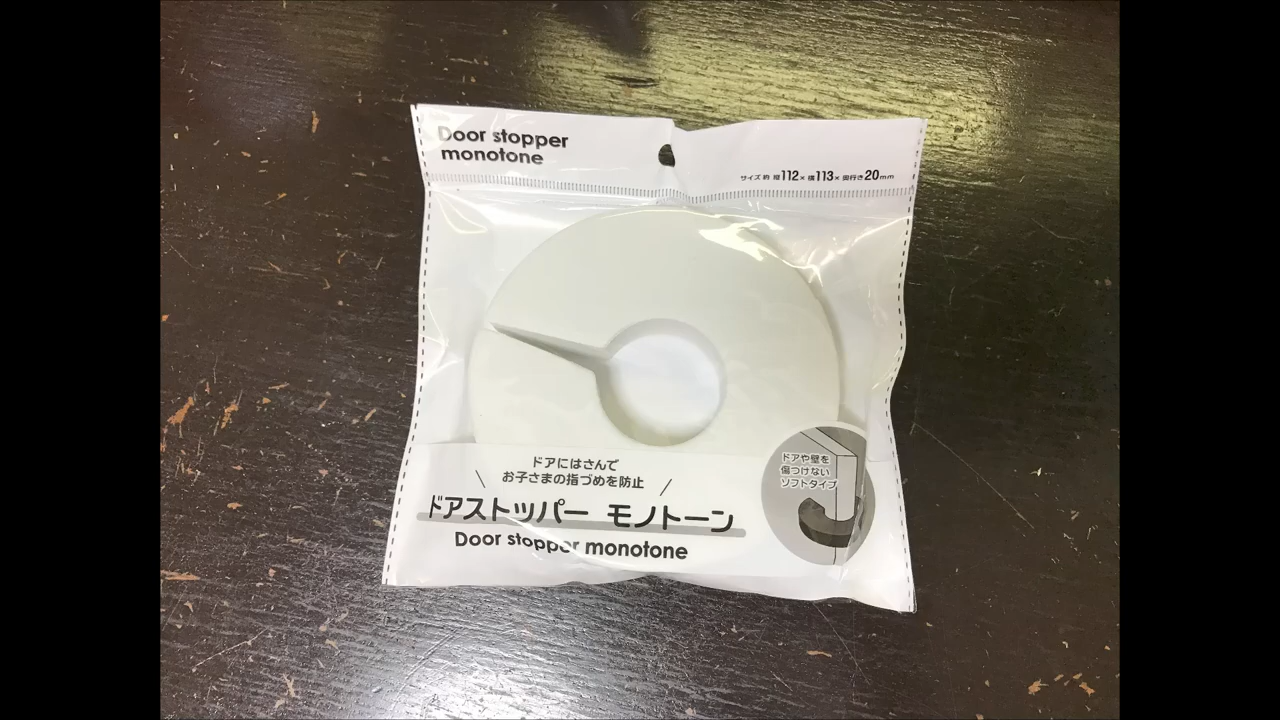 Door stopper
monotone
サイズ 約 縦112×横113×奥行き20mm
ドアにはさんで
お子さまの指づめを防止
ドアストッパー モノトーン
Door stopper monotone
ドアや壁を
傷つけない
ソフトタイプ